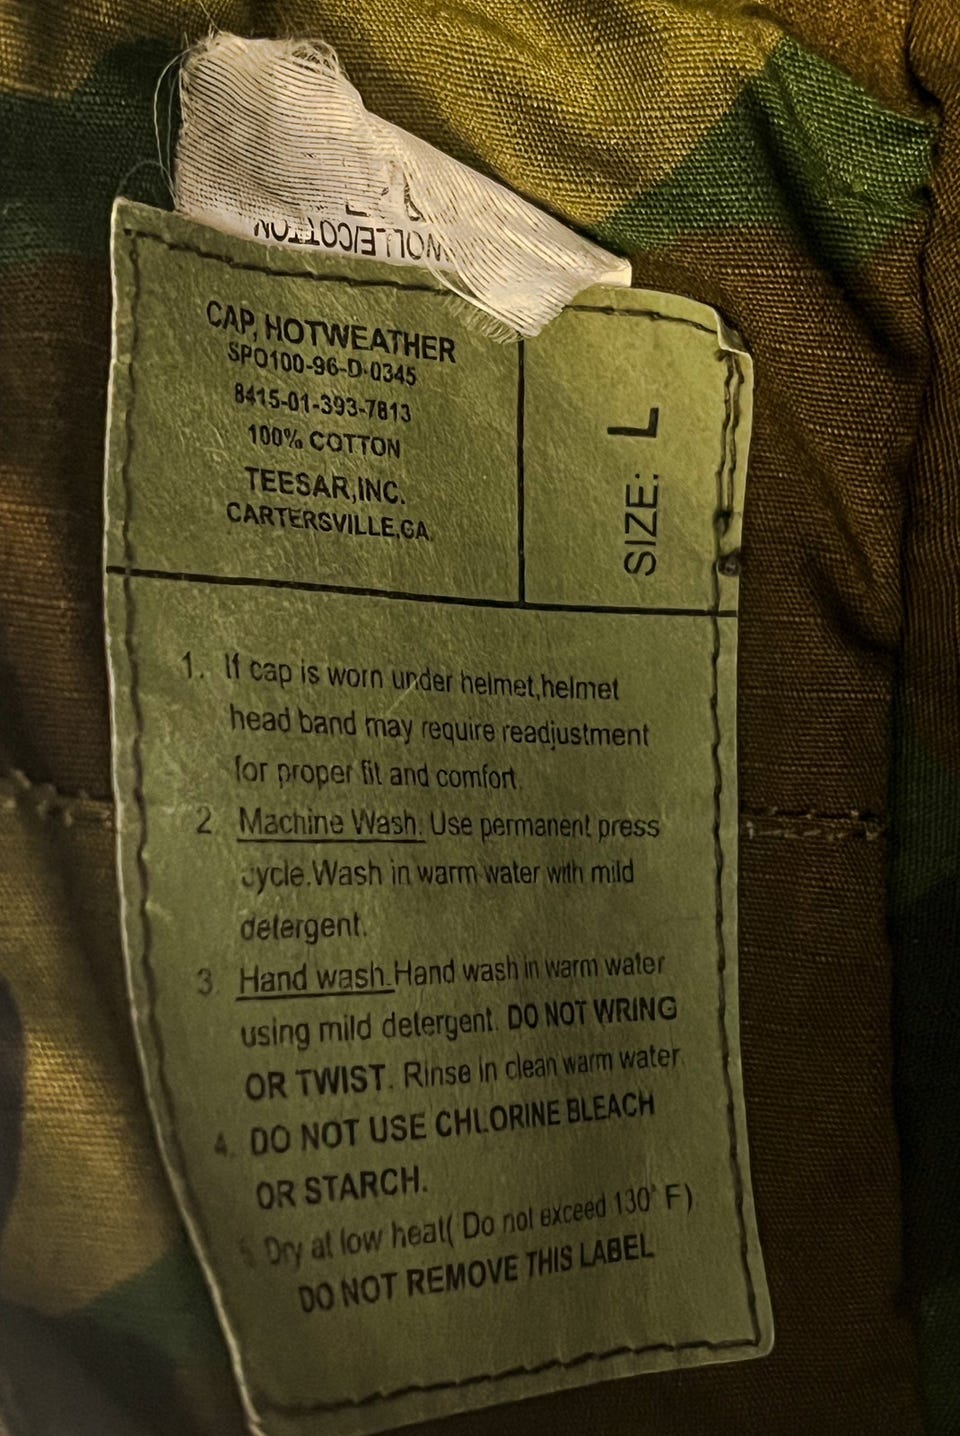 WOLLE/COTTON
CAP, HOTWEATHER
SPO100-96-D-0345
8415-01-393-7813
100% COTTON
TEESAR,INC.
CARTERSVILLE,GA
SIZE: L
1. If cap is worn under helmet,helmet
head band may require readjustment
for proper fit and comfort.
2 Machine Wash: Use permanent press
cycle.Wash in warm water with mild
detergent.
3. Hand wash.Hand wash in warm water
using mild detergent. DO NOT WRING
OR TWIST. Rinse in clean warm water.
4. DO NOT USE CHLORINE BLEACH
OR STARCH.
5 Dry at low heat( Do not exceed 130° F)
DO NOT REMOVE THIS LABEL